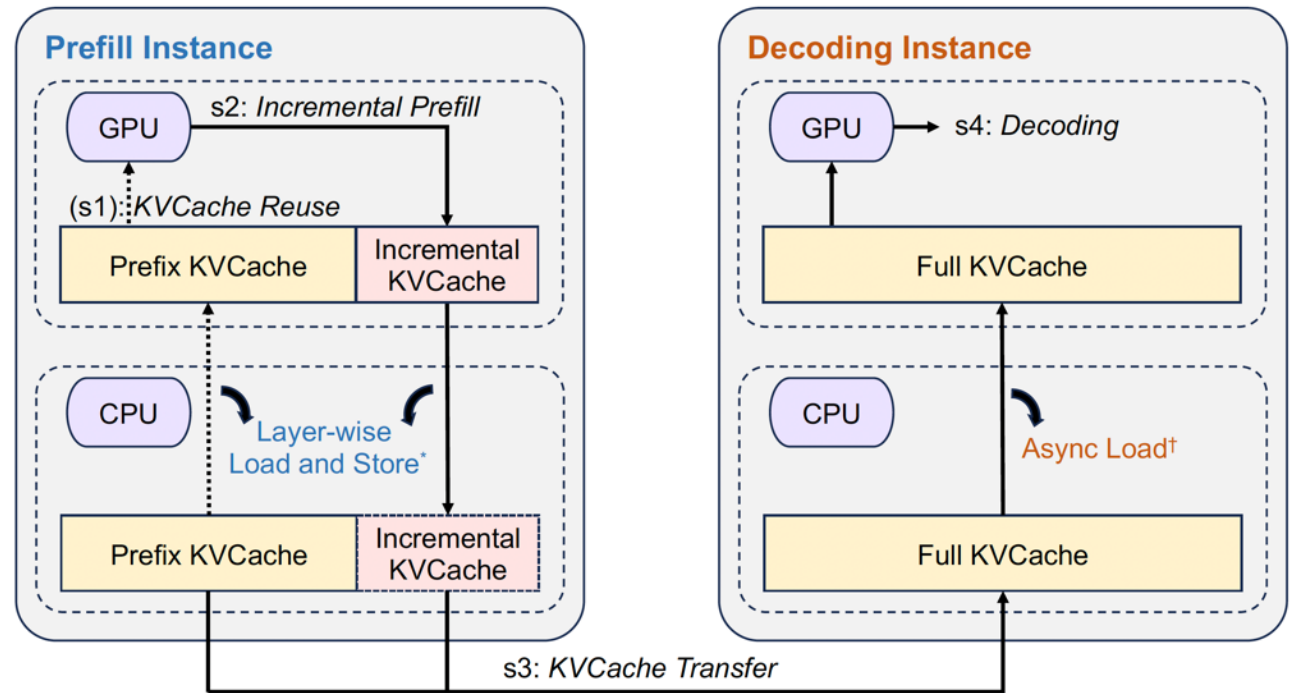 Prefill Instance
GPU
s2: Incremental Prefill
(s1): KVCache Reuse
Prefix KVCache
Incremental
KVCache
CPU
Layer-wise
Load and Store*
Prefix KVCache
Incremental
KVCache
Decoding Instance
GPU
s4: Decoding
Full KVCache
CPU
Async Load†
Full KVCache
s3: KVCache Transfer